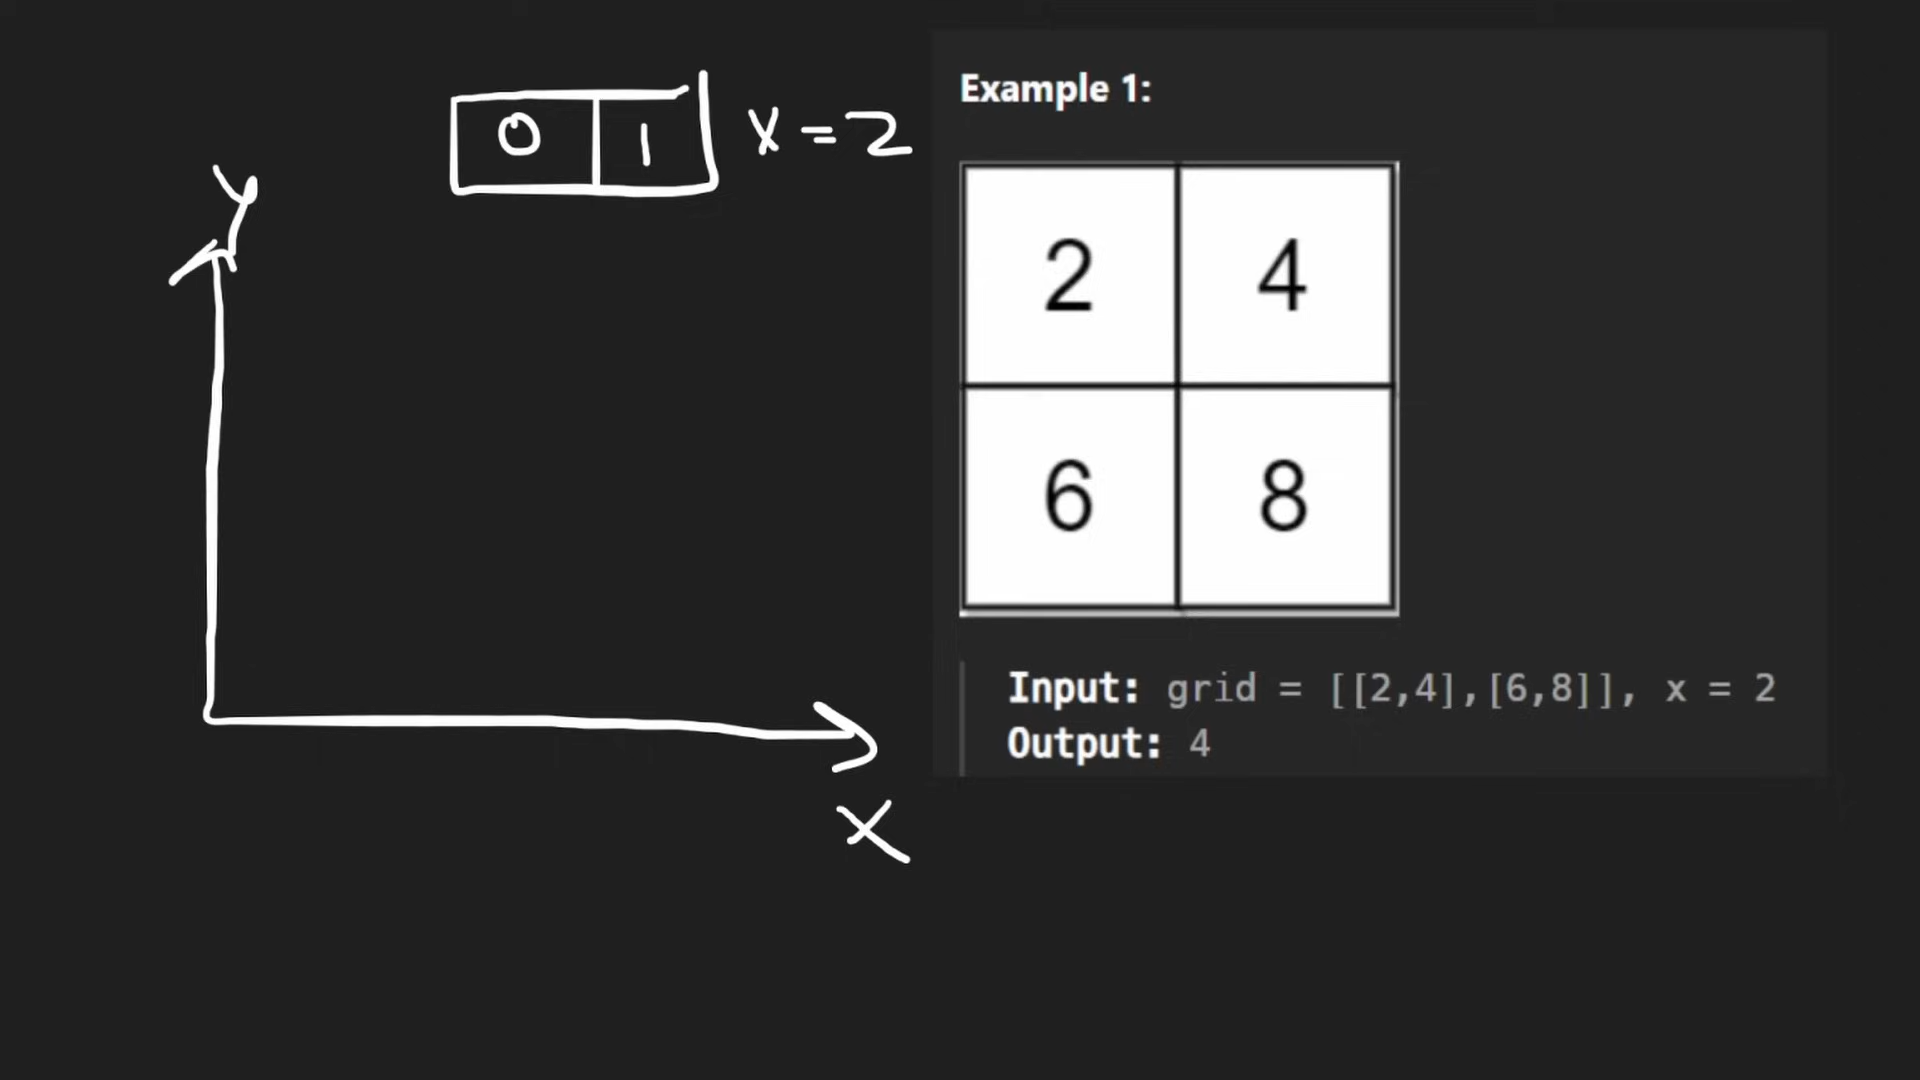 0 1 x = 2
y
x
Example 1:
2 4
6 8
Input: grid = [[2,4],[6,8]], x = 2
Output: 4